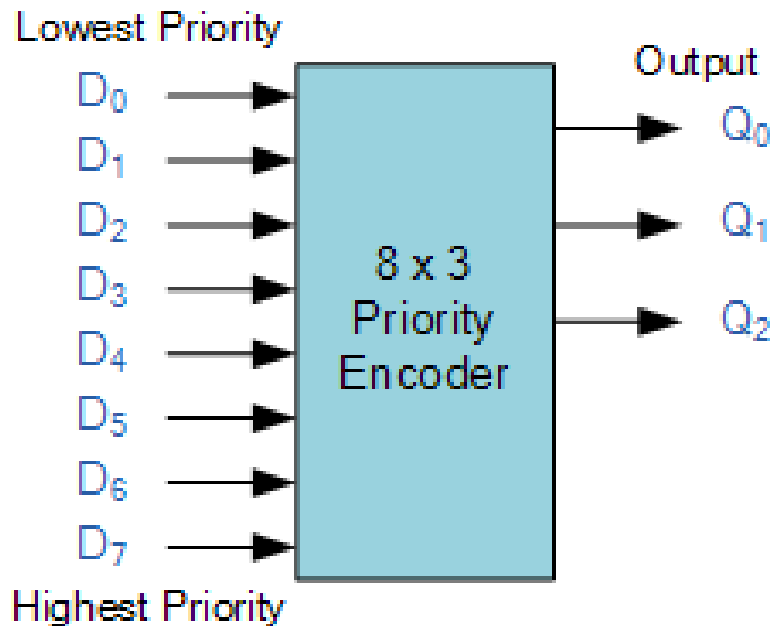 Lowest Priority
Output
D₀
Q₀
D₁
D₂
Q₁
D₃
8 x 3
Priority
Encoder
Q₂
D₄
D₅
D₆
D₇
Highest Priority